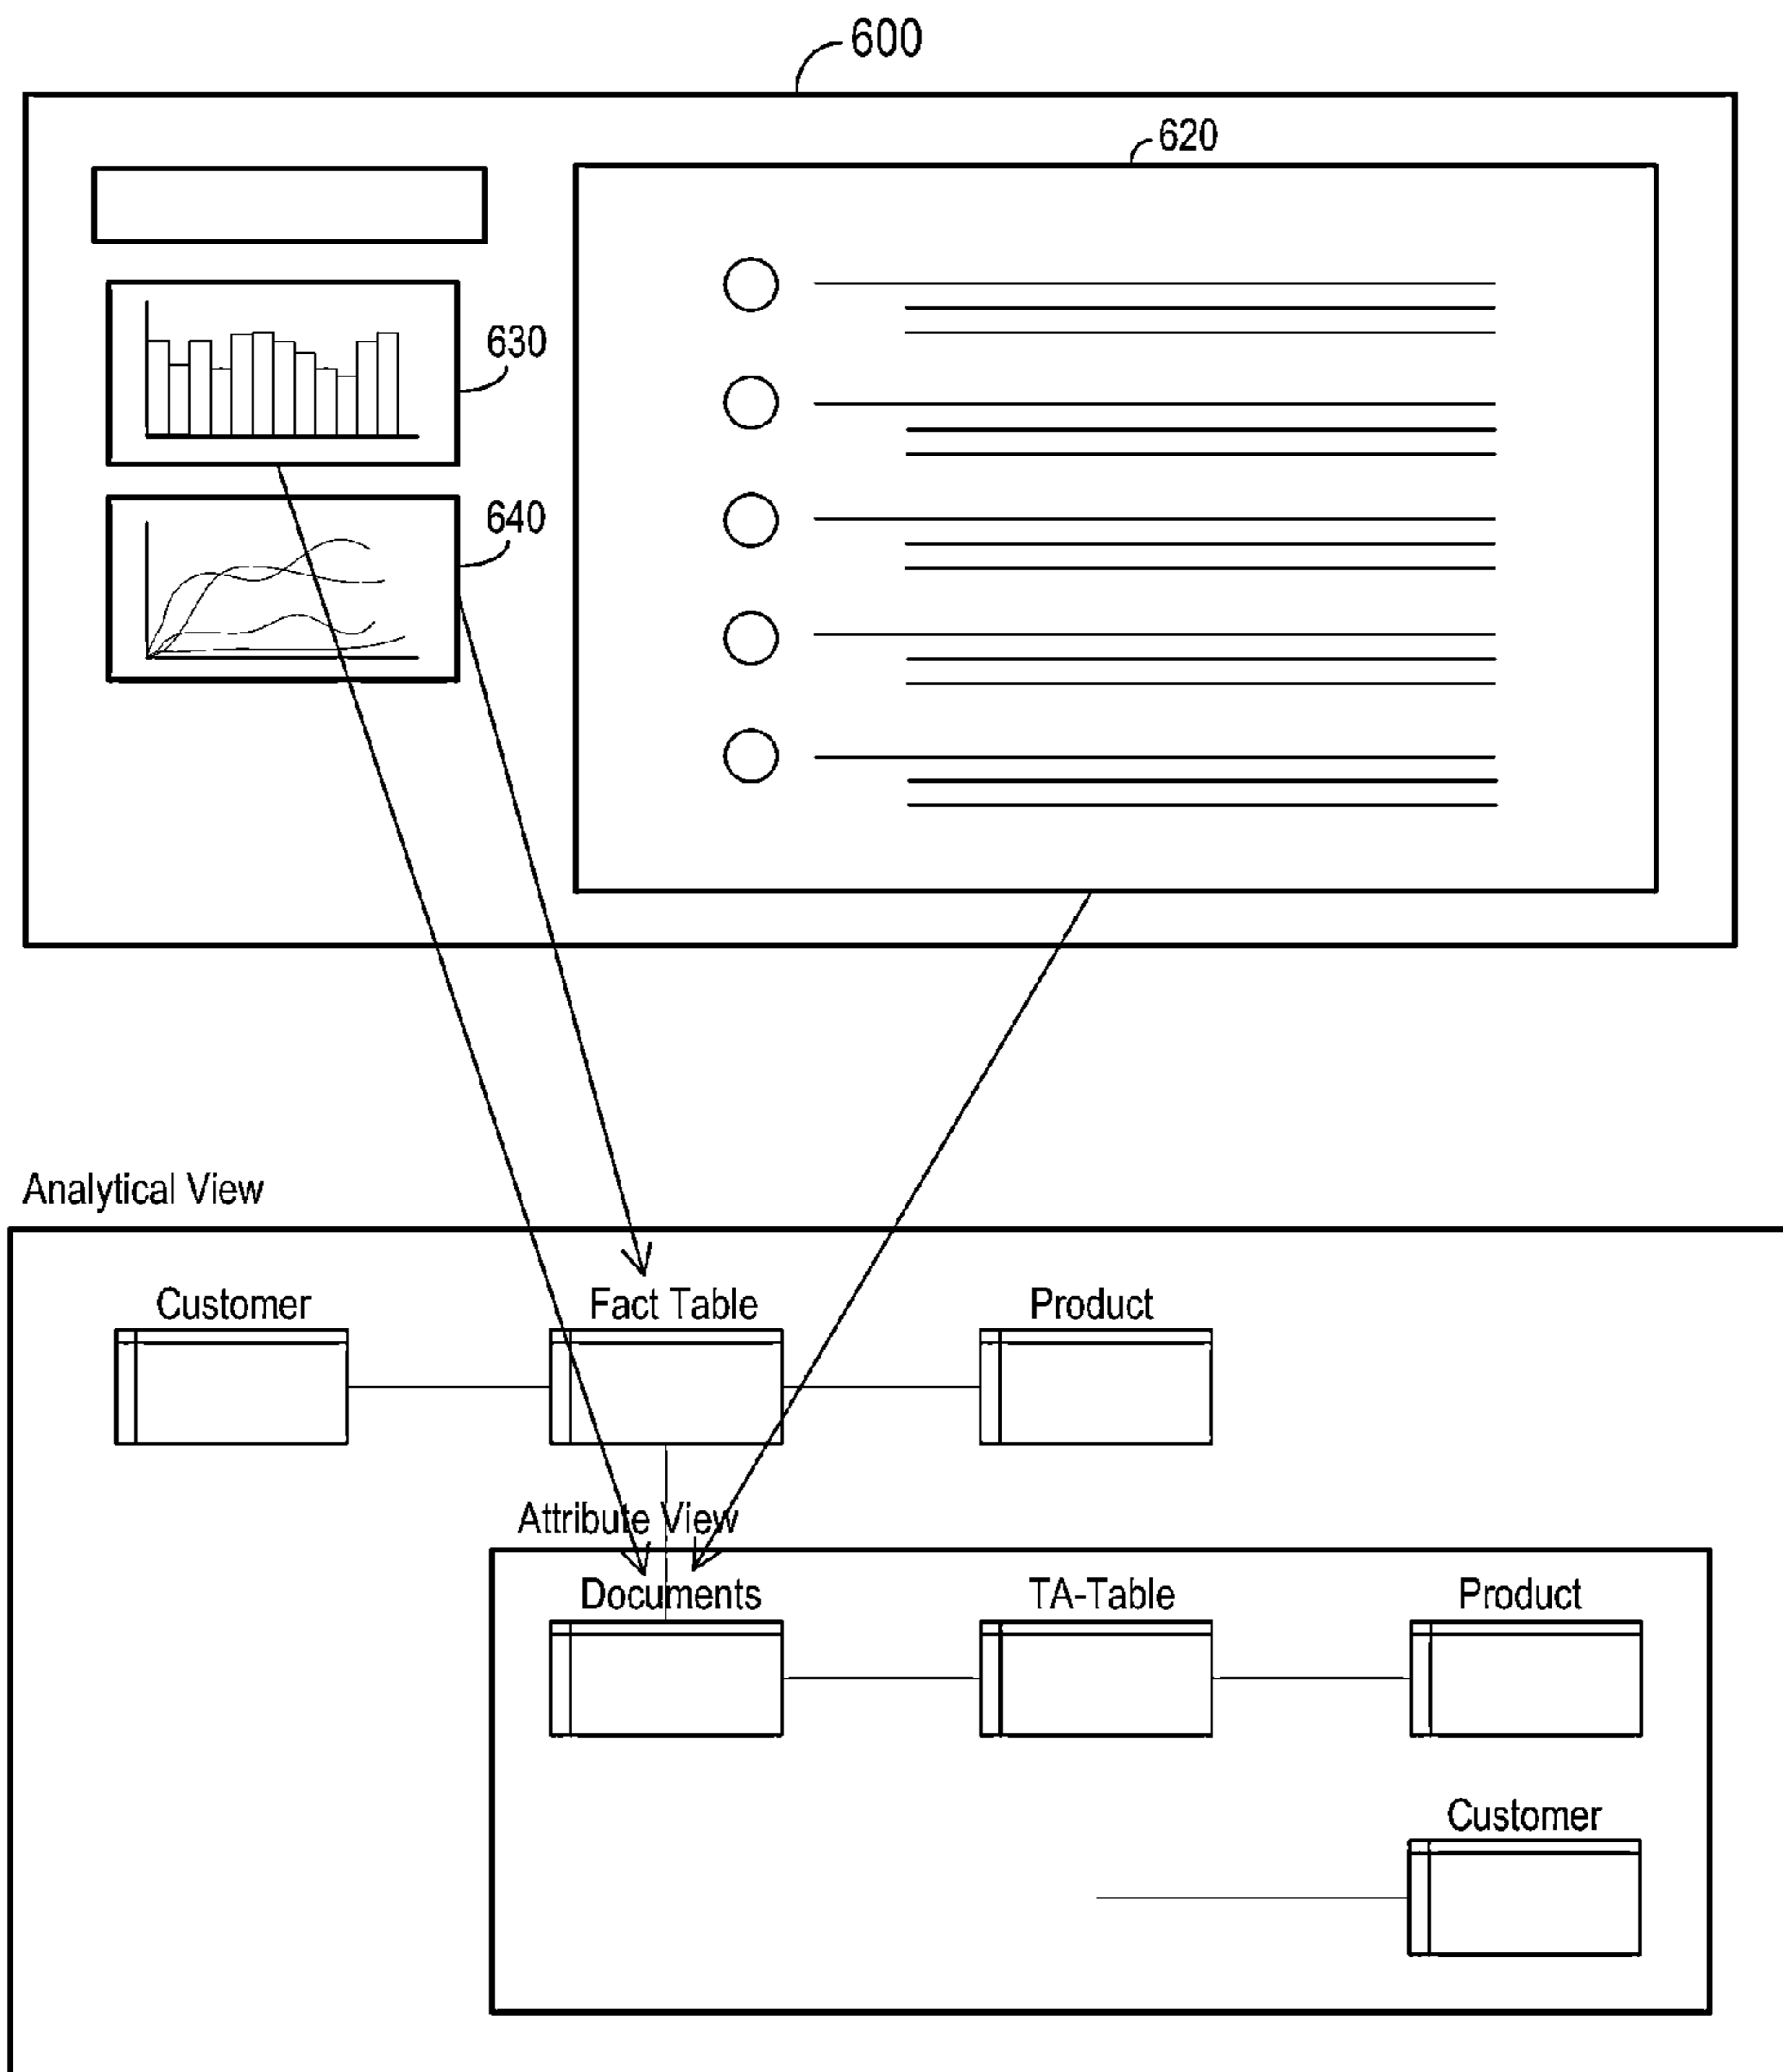 600
620
630
640
Analytical View
Customer
Fact Table
Product
Attribute View
Documents
TA-Table
Product
Customer